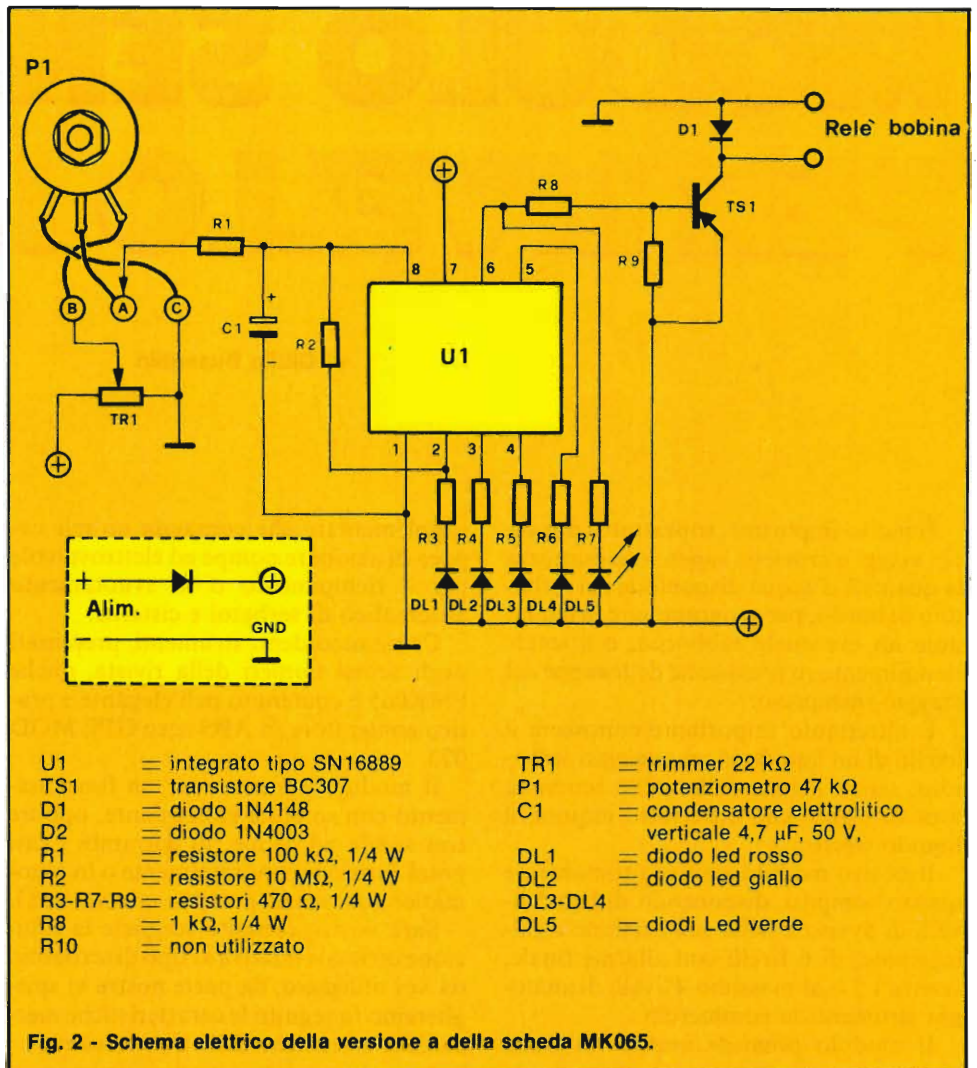 P1
D1
Relè bobina
R8
TS1
R1
R9
8
7
6
5
B
A
C
+
C1
-
R2
U1
TR1
1
2
3
4
R3
R4
R5
R6
R7
DL1
DL2
DL3
DL4
DL5
+
Alim.
-
GND
U1 = integrato tipo SN16889
TS1 = transistore BC307
D1 = diodo 1N4148
D2 = diodo 1N4003
R1 = resistore 100 kΩ, 1/4 W
R2 = resistore 10 MΩ, 1/4 W
R3-R7-R9 = resistori 470 Ω, 1/4 W
R8 = 1 kΩ, 1/4 W
R10 = non utilizzato
TR1 = trimmer 22 kΩ
P1 = potenziometro 47 kΩ
C1 = condensatore elettrolitico
verticale 4,7 µF, 50 V,
DL1 = diodo led rosso
DL2 = diodo led giallo
DL3-DL4
DL5 = diodi Led verde
Fig. 2 - Schema elettrico della versione a della scheda MK065.